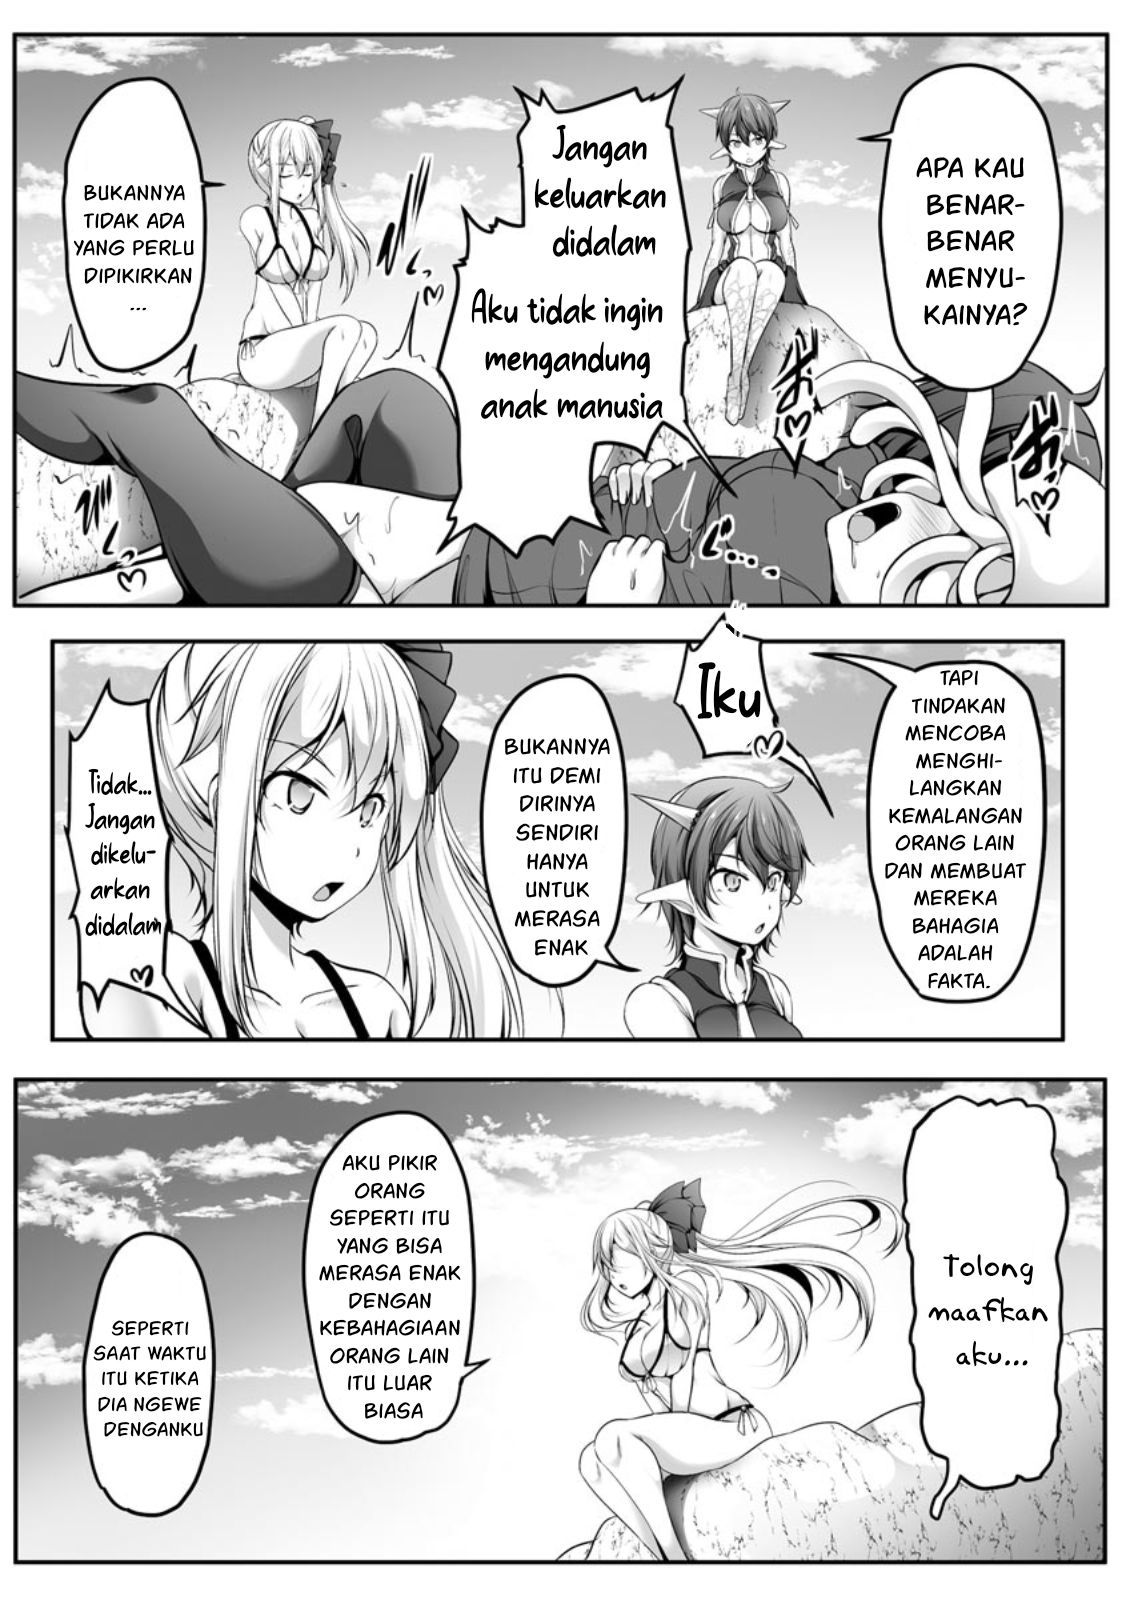 APA KAU
BENAR-
BENAR
MENYU-
KAINYA?
Jangan
keluarkan
didalam
Aku tidak ingin
mengandung
anak manusia
BUKANNYA
TIDAK ADA
YANG PERLU
DIPIKIRKAN
...
お
お
TAPI
TINDAKAN
MENCOBA
MENGHI-
LANGKAN
KEMALANGAN
ORANG LAIN
DAN MEMBUAT
MEREKA
BAHAGIA
ADALAH
FAKTA.
Iku
BUKANNYA
ITU DEMI
DIRINYA
SENDIRI
HANYA
UNTUK
MERASA
ENAK
Tidak...
Jangan
dikelu-
arkan
didalam
Tolong
maafkan
aku...
AKU PIKIR
ORANG
SEPERTI ITU
YANG BISA
MERASA ENAK
DENGAN
KEBAHAGIAAN
ORANG LAIN
ITU LUAR
BIASA
SEPERTI
SAAT WAKTU
ITU KETIKA
DIA NGEWE
DENGANKU